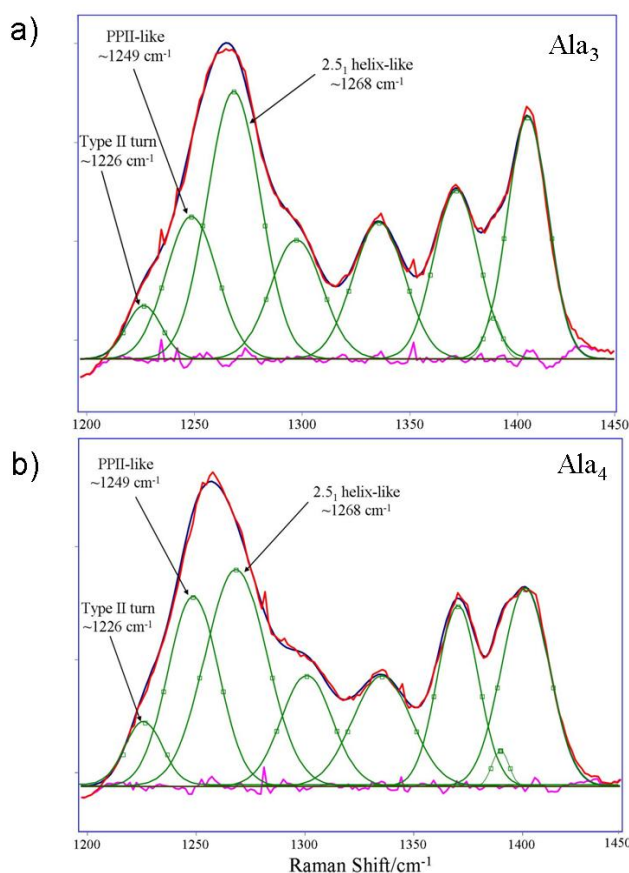 a)
Ala₃
PPII-like
~1249 cm⁻¹
2.5₁ helix-like
~1268 cm⁻¹
Type II turn
~1226 cm⁻¹
1200 1250 1300 1350 1400 1450
b)
Ala₄
PPII-like
~1249 cm⁻¹
2.5₁ helix-like
~1268 cm⁻¹
Type II turn
~1226 cm⁻¹
1200 1250 1300 1350 1400 1450
Raman Shift/cm⁻¹